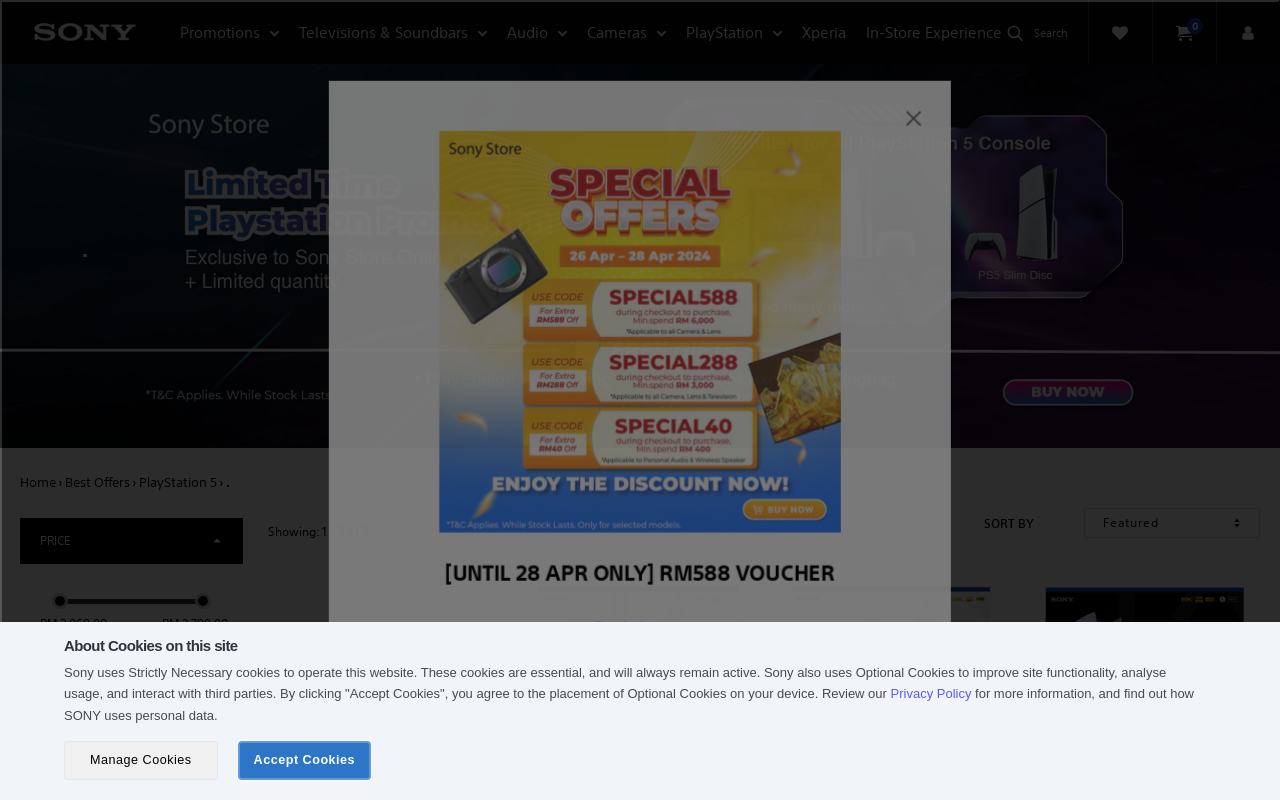 SONY
Promotions
Televisions & Soundbars
Audio
Cameras
PlayStation
Xperia
In-Store Experience
Search
0
Sony Store
Limited Time
Playstation
Exclusive to Sony Store Online
+ Limited quantit
*T&C Applies. While Stock Lasts
5 Console
PS5 Slim Disc
BUY NOW
Sony Store
SPECIAL
OFFERS
26 Apr – 28 Apr 2024
USE CODE
For Extra
RM588 Off
SPECIAL588
during checkout to purchase,
Min.spend RM 6,000
*Applicable to all Camera & Lens
USE CODE
For Extra
RM288 Off
SPECIAL288
during checkout to purchase,
Min.spend RM 3,000
*Applicable to all Camera, Lens & Television
USE CODE
For Extra
RM40 Off
SPECIAL40
during checkout to purchase,
Min.spend RM 400
*Applicable to Personal Audio & Wireless Speaker
ENJOY THE DISCOUNT NOW!
BUY NOW
*T&C Applies. While Stock Lasts. Only for selected models.
[UNTIL 28 APR ONLY] RM588 VOUCHER
Home › Best Offers › PlayStation 5 › .
PRICE
Showing: 1
SORT BY
Featured
SONY
About Cookies on this site
Sony uses Strictly Necessary cookies to operate this website. These cookies are essential, and will always remain active. Sony also uses Optional Cookies to improve site functionality, analyse
usage, and interact with third parties. By clicking "Accept Cookies", you agree to the placement of Optional Cookies on your device. Review our Privacy Policy for more information, and find out how
SONY uses personal data.
Manage Cookies
Accept Cookies